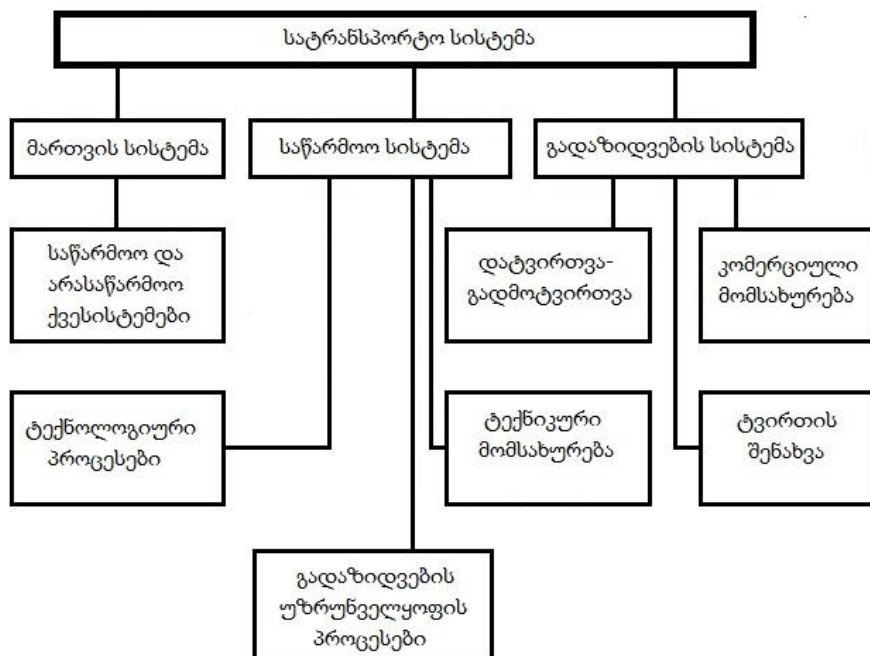 სატრანსპორტო სისტემა
მართვის სისტემა
საწარმოო სისტემა
გადაზიდვების სისტემა
საწარმოო და
არასაწარმოო
ქვესისტემები
დატვირთვა-
გადმოტვირთვა
კომერციული
მომსახურება
ტექნოლოგიური
პროცესები
ტექნიკური
მომსახურება
ტვირთის
შენახვა
გადაზიდვების
უზრუნველყოფის
პროცესები